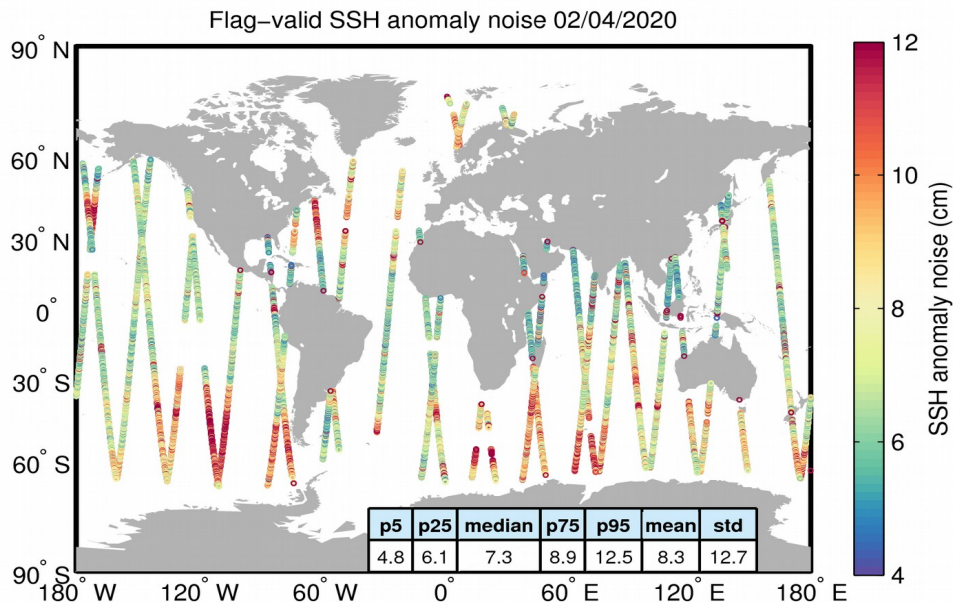 Flag−valid SSH anomaly noise 02/04/2020
90° N
60° N
30° N
0°
30° S
60° S
90° S
180° W
120° W
60° W
0°
60° E
120° E
180° E
p5 p25 median p75 p95 mean std
4.8 6.1 7.3 8.9 12.5 8.3 12.7
12
10
8
6
4
SSH anomaly noise (cm)